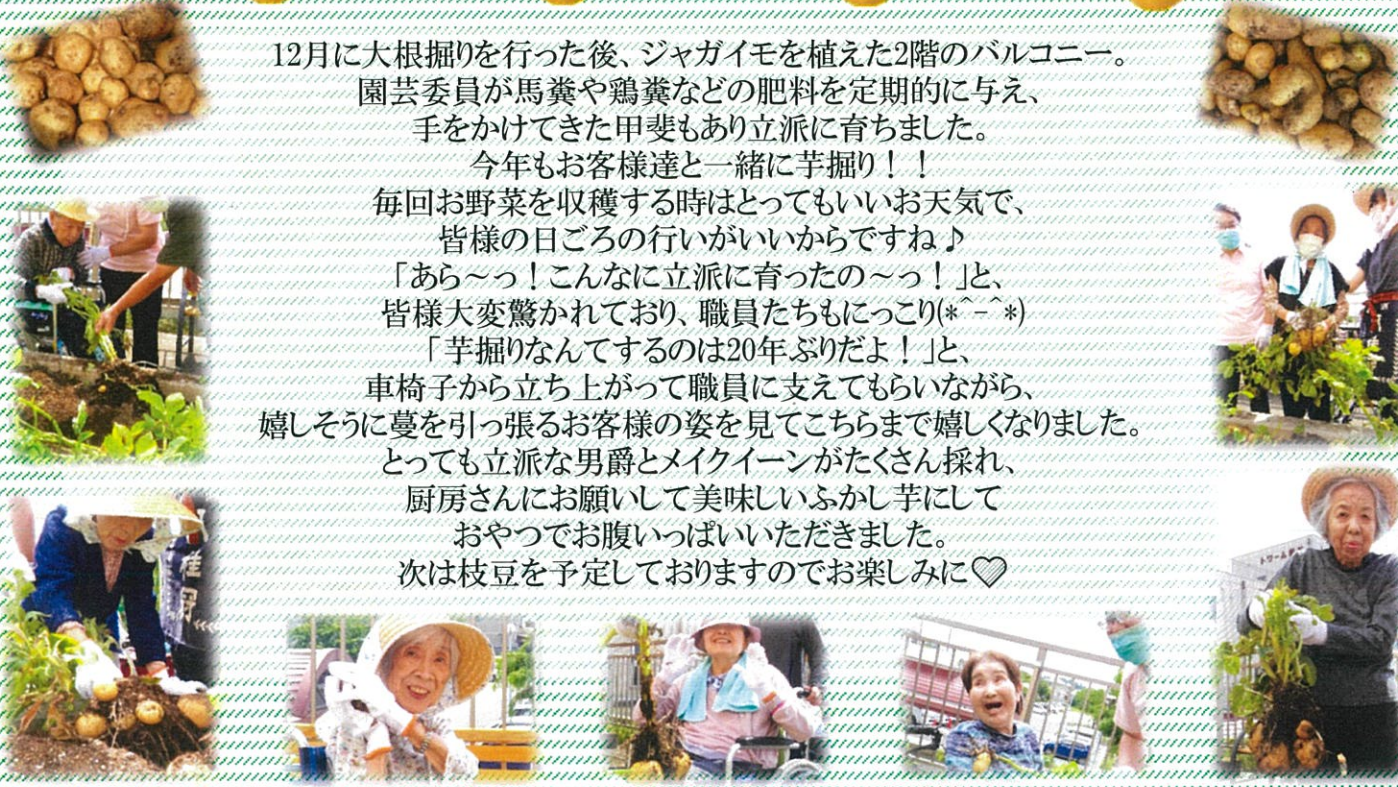 12月に大根掘りを行った後、ジャガイモを植えた2階のバルコニー。
園芸委員が馬糞や鶏糞などの肥料を定期的に与え、
手をかけてきた甲斐もあり立派に育ちました。
今年もお客様達と一緒に芋掘り！！
毎回お野菜を収穫する時はとってもいいお天気で、
皆様の日ごろの行いがいいからですね♪
「あら～っ！こんなに立派に育ったの～っ！」と、
皆様大変驚かれており、職員たちもにっこり(*^-^*)
「芋掘りなんてするのは20年ぶりだよ！」と、
車椅子から立ち上がって職員に支えてもらいながら、
嬉しそうに蔓を引っ張るお客様の姿を見てこちらまで嬉しくなりました。
とっても立派な男爵とメイクイーンがたくさん採れ、
厨房さんにお願いして美味しいふかし芋にして
おやつでお腹いっぱいいただきました。
次は枝豆を予定しておりますのでお楽しみに♡